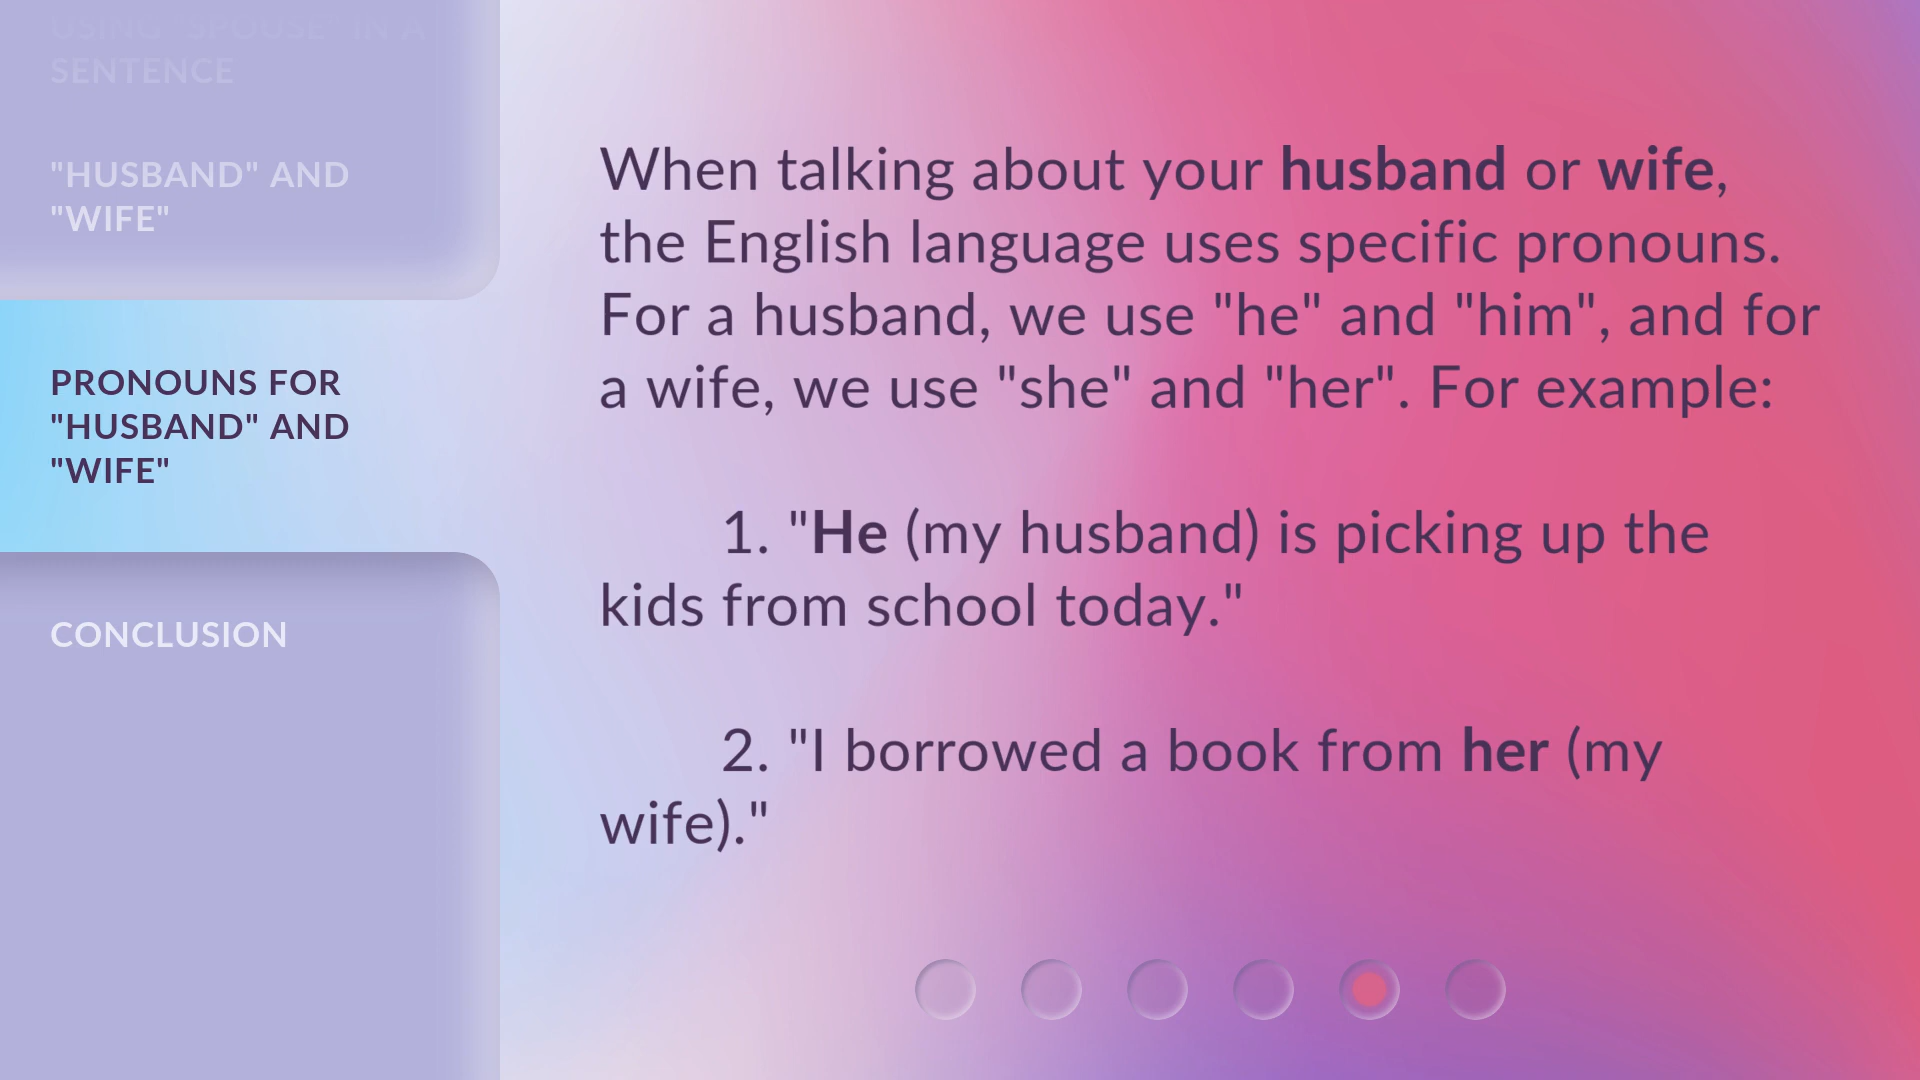 USING "SPOUSE" IN A
SENTENCE
"HUSBAND" AND
"WIFE"
PRONOUNS FOR
"HUSBAND" AND
"WIFE"
CONCLUSION
When talking about your husband or wife,
the English language uses specific pronouns.
For a husband, we use "he" and "him", and for
a wife, we use "she" and "her". For example:
1. "He (my husband) is picking up the
kids from school today."
2. "I borrowed a book from her (my
wife)."